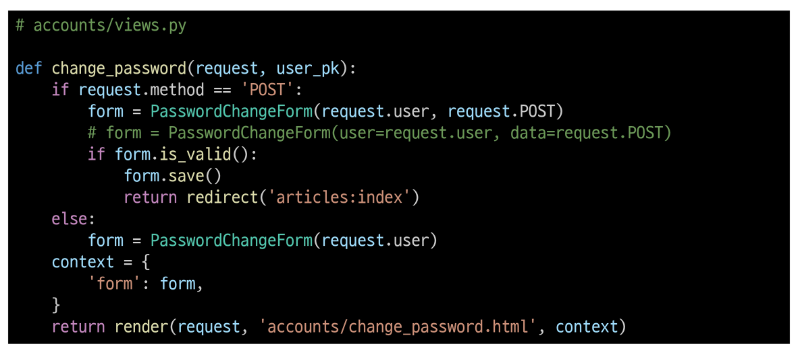 # accounts/views.py
def change_password(request, user_pk):
    if request.method == 'POST':
        form = PasswordChangeForm(request.user, request.POST)
        # form = PasswordChangeForm(user=request.user, data=request.POST)
        if form.is_valid():
            form.save()
            return redirect('articles:index')
    else:
        form = PasswordChangeForm(request.user)
    context = {
        'form': form,
    }
    return render(request, 'accounts/change_password.html', context)